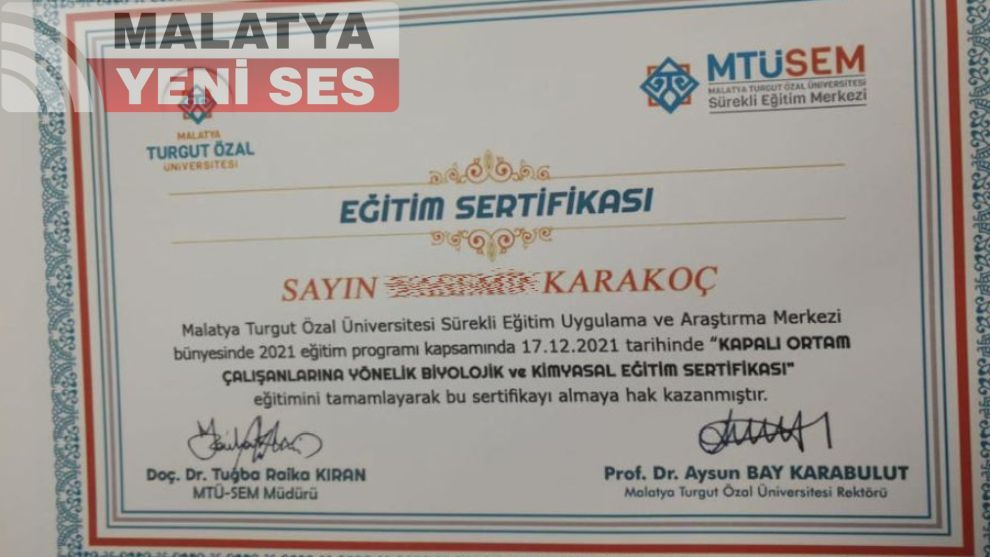 MALATYA
YENİ SES
MALATYA
TURGUT ÖZAL
ÜNİVERSİTESİ
MTÜSEM
MALATYA TURGUT ÖZAL ÜNİVERSİTESİ
Sürekli Eğitim Merkezi
EĞİTİM SERTİFİKASI
SAYIN KARAKOÇ
Malatya Turgut Özal Üniversitesi Sürekli Eğitim Uygulama ve Araştırma Merkezi
bünyesinde 2021 eğitim programı kapsamında 17.12.2021 tarihinde "KAPALI ORTAM
ÇALIŞANLARINA YÖNELİK BİYOLOJİK ve KİMYASAL EĞİTİM SERTİFİKASI"
eğitimini tamamlayarak bu sertifikayı almaya hak kazanmıştır.
Doç. Dr. Tuğba Raika KIRAN
MTÜ-SEM Müdürü
Prof. Dr. Aysun BAY KARABULUT
Malatya Turgut Özal Üniversitesi Rektörü